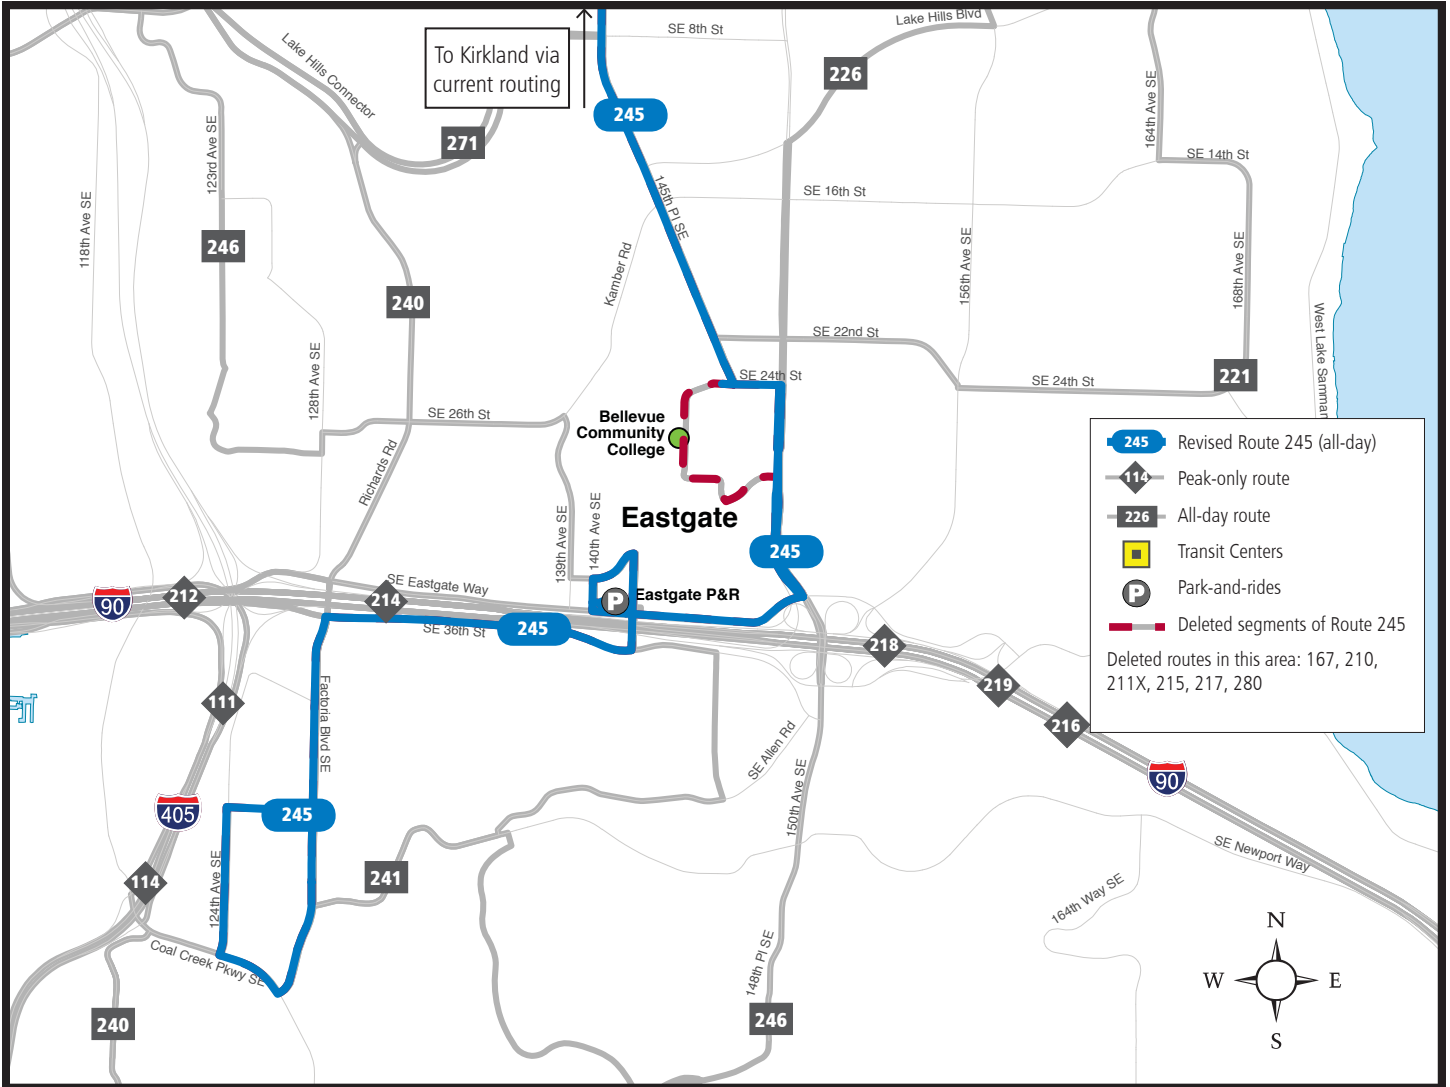 To Kirkland via
current routing
SE 8th St
Lake Hills Blvd
226
Lake Hills Connector
271
245
123rd Ave SE
164th Ave SE
SE 14th St
118th Ave SE
246
145th Pl SE
SE 16th St
Kamber Rd
156th Ave SE
168th Ave SE
240
SE 22nd St
West Lake Samman
128th Ave SE
SE 24th St
SE 24th St
221
SE 26th St
Bellevue
Community
College
Richards Rd
Eastgate
139th Ave SE
140th Ave SE
245
SE Eastgate Way
90
212
214
P
Eastgate P&R
SE 36th St
245
218
219
216
111
Factoria Blvd SE
SE Allen Rd
150th Ave SE
90
405
245
124th Ave SE
114
241
SE Newport Way
164th Way SE
Coal Creek Pkwy SE
148th Pl SE
240
246
245 Revised Route 245 (all-day)
114 Peak-only route
226 All-day route
Transit Centers
P Park-and-rides
Deleted segments of Route 245
Deleted routes in this area: 167, 210,
211X, 215, 217, 280
N
W E
S